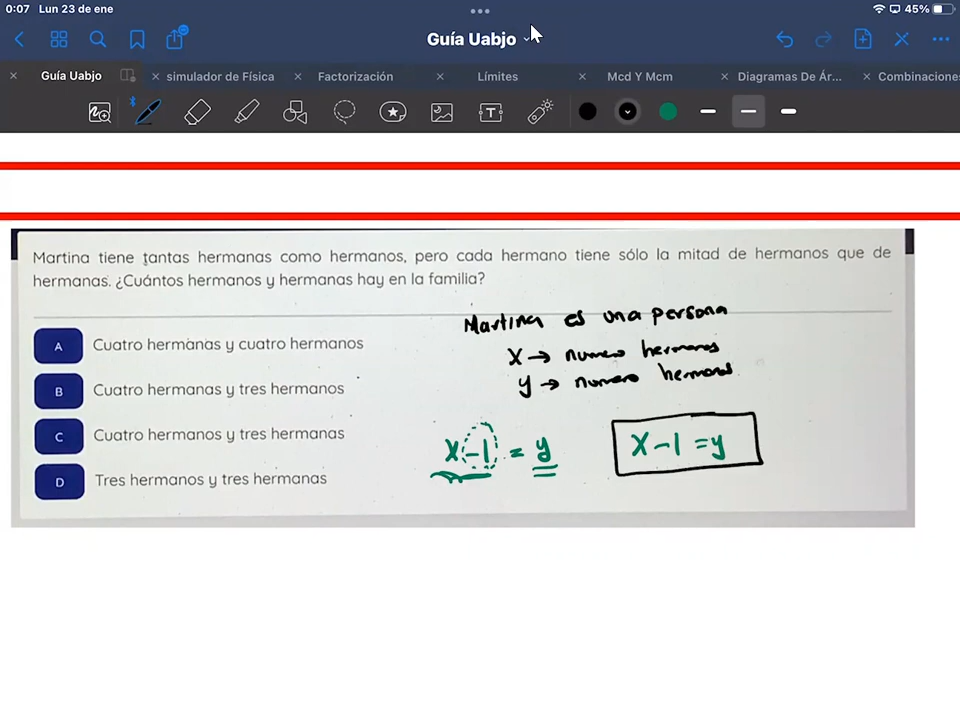 0:07 Lun 23 de ene
45%
Guía Uabjo
Guía Uabjo
simulador de Física
Factorización
Límites
Mcd Y Mcm
Diagramas De Ár...
Combinaciones
Martina tiene tantas hermanas como hermanos, pero cada hermano tiene sólo la mitad de hermanos que de
hermanas. ¿Cuántos hermanos y hermanas hay en la familia?
Martina es una persona
A Cuatro hermanas y cuatro hermanos
x → numero hermanas
y → numero hermanos
B Cuatro hermanas y tres hermanos
C Cuatro hermanos y tres hermanas
x - 1 = y
x - 1 = y
D Tres hermanos y tres hermanas